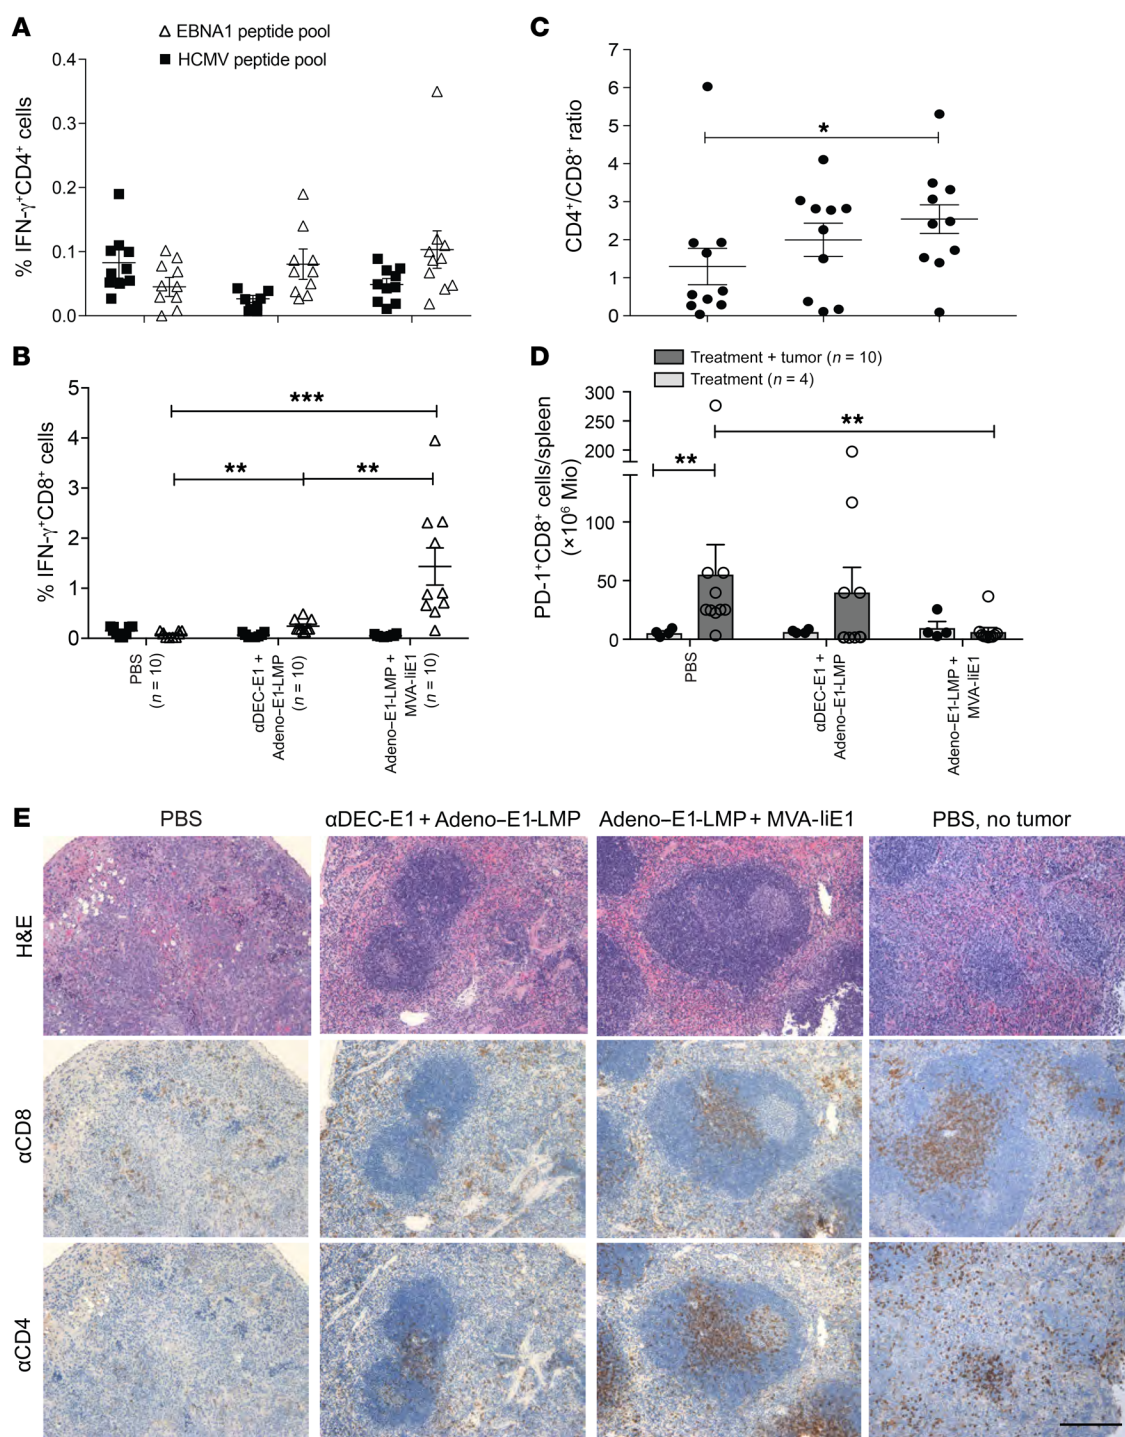 A
△ EBNA1 peptide pool
■ HCMV peptide pool
% IFN-γ⁺CD4⁺ cells
0.4
0.3
0.2
0.1
0.0
C
CD4⁺/CD8⁺ ratio
7
6
5
4
3
2
1
0
*
B
% IFN-γ⁺CD8⁺ cells
5
4
3
2
1
0
***
**
**
PBS
(n = 10)
αDEC-E1 +
Adeno–E1-LMP
(n = 10)
Adeno–E1-LMP +
MVA-IiE1
(n = 10)
D
Treatment + tumor (n = 10)
Treatment (n = 4)
PD-1⁺CD8⁺ cells/spleen
(×10⁶ Mio)
300
250
200
100
50
0
**
**
PBS
αDEC-E1 +
Adeno–E1-LMP
Adeno–E1-LMP +
MVA-IiE1
E
PBS
αDEC-E1 + Adeno–E1-LMP
Adeno–E1-LMP + MVA-IiE1
PBS, no tumor
H&E
αCD8
αCD4